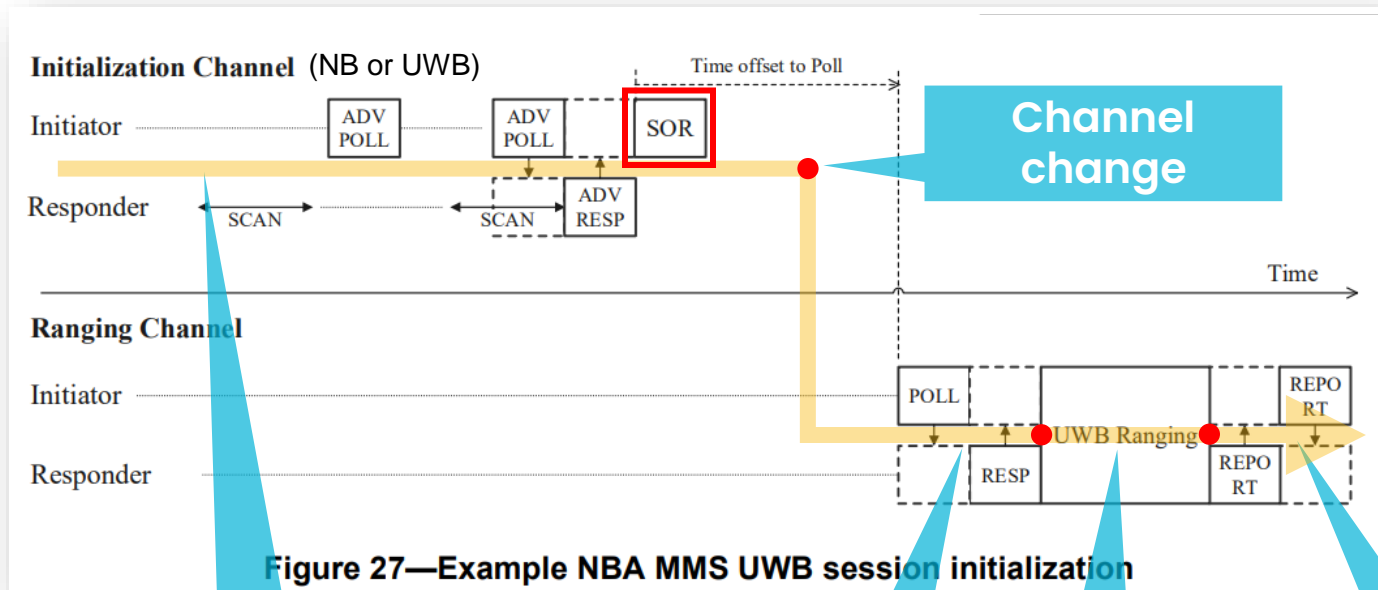 Initialization Channel (NB or UWB)
Time offset to Poll
Channel
change
Initiator
ADV
POLL
ADV
POLL
SOR
Responder
SCAN
SCAN
ADV
RESP
Time
Ranging Channel
Initiator
POLL
REPO
RT
UWB Ranging
Responder
RESP
REPO
RT
Figure 27—Example NBA MMS UWB session initialization